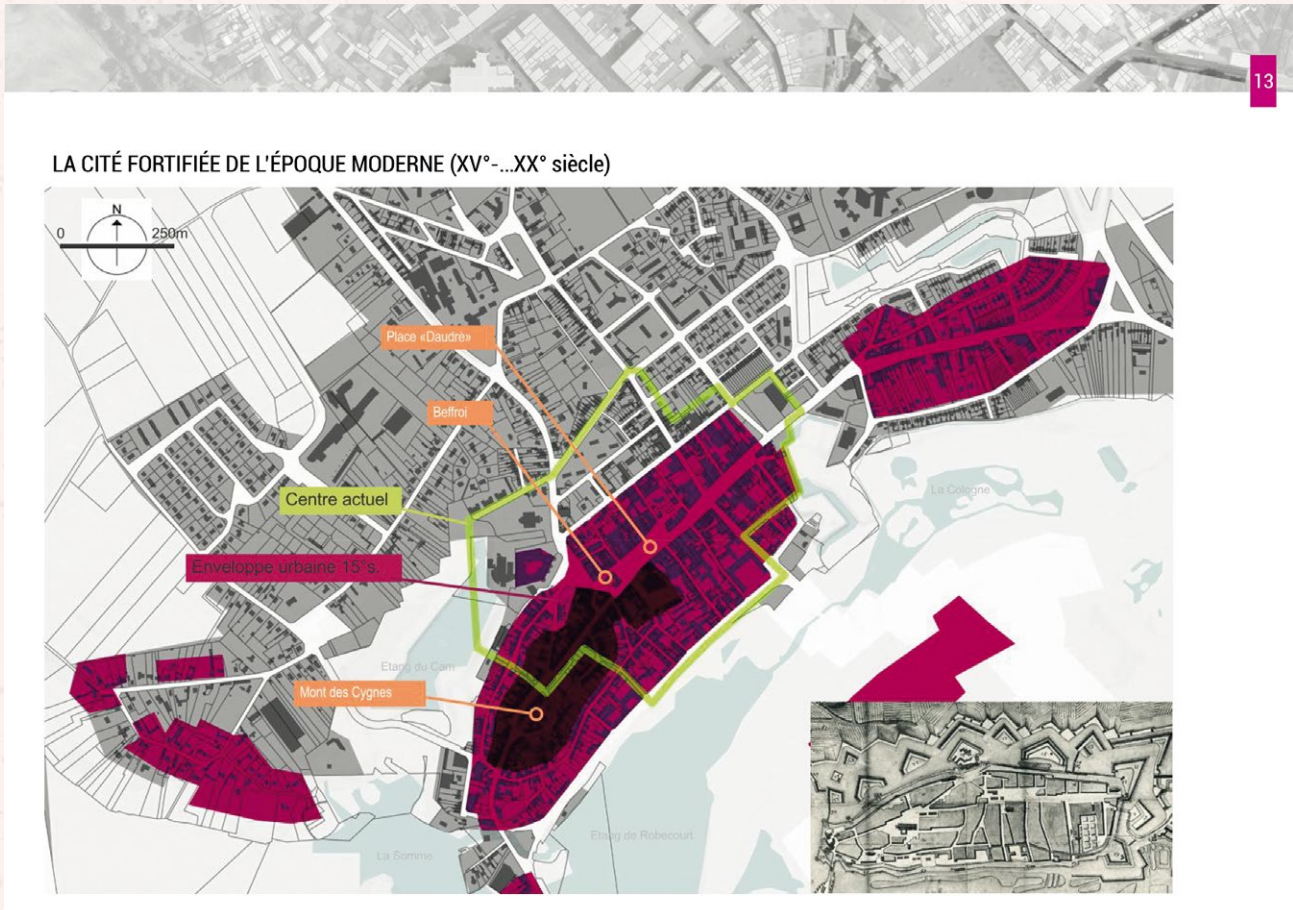 13
LA CITÉ FORTIFIÉE DE L'ÉPOQUE MODERNE (XV°-...XX° siècle)
N
0 250m
Place «Daudré»
Beffroi
Centre actuel
La Cologne
Enveloppe urbaine 15°s.
Etang du Cam
Mont des Cygnes
Etang de Robecourt
La Somme